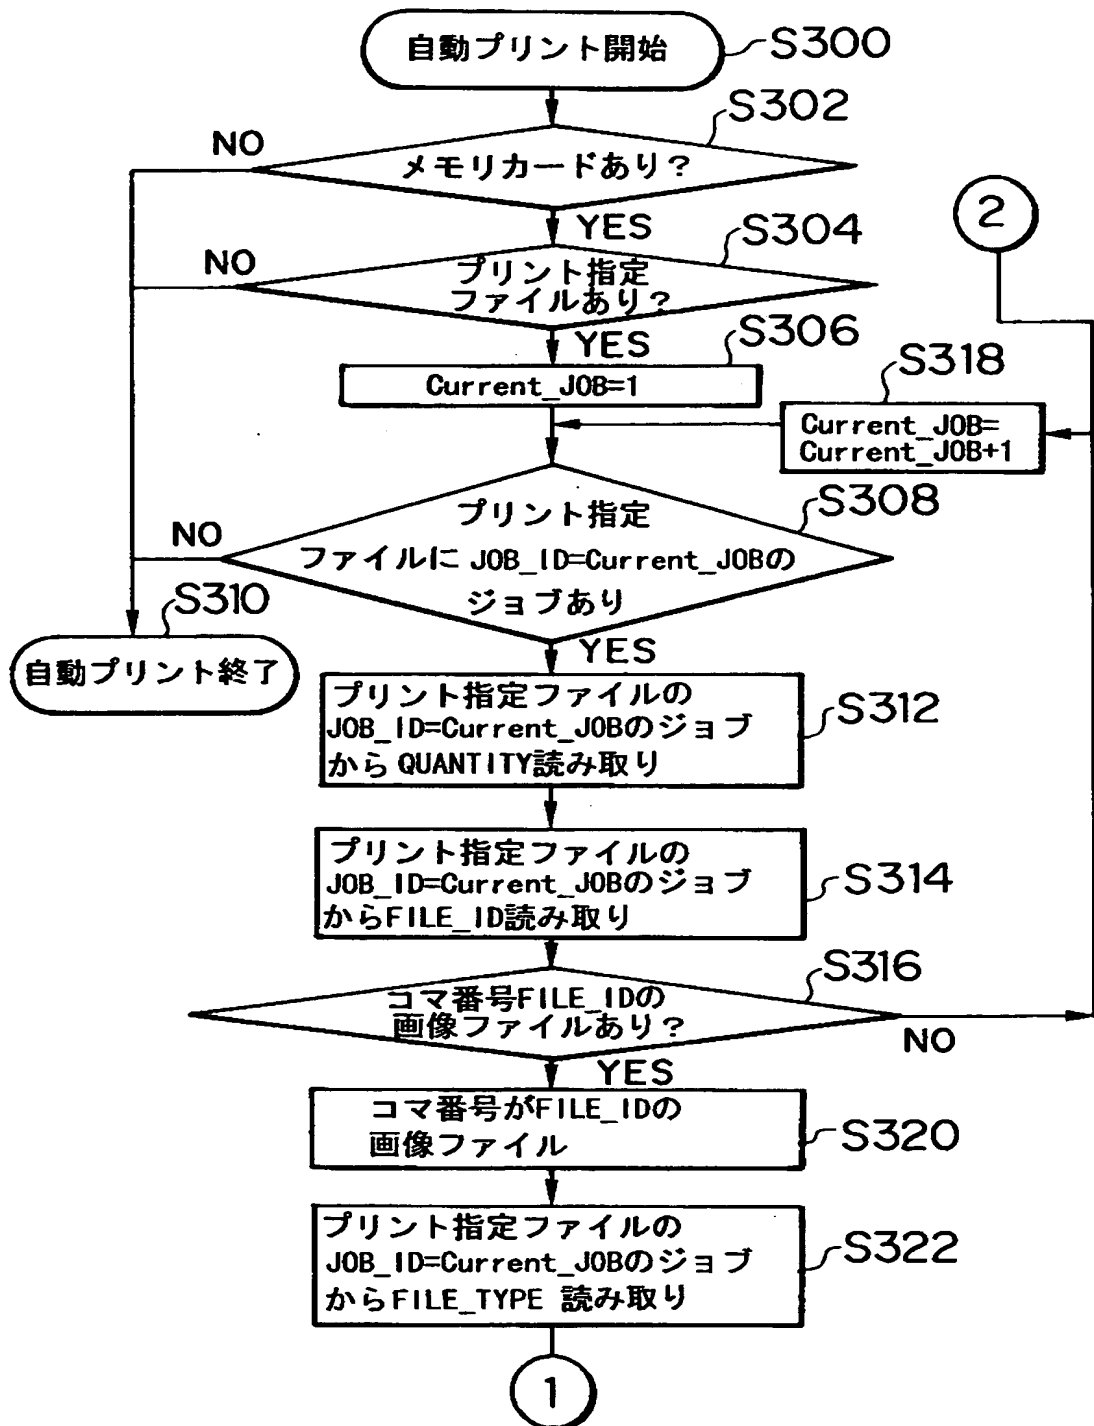 自動プリント開始
S300
S302
NO
メモリカードあり?
YES
2
S304
NO
プリント指定
ファイルあり?
YES
S306
Current_JOB=1
S318
Current_JOB=
Current_JOB+1
S308
プリント指定
NO
ファイルに JOB_ID=Current_JOBの
ジョブあり
S310
YES
自動プリント終了
プリント指定ファイルの
JOB_ID=Current_JOBのジョブ
から QUANTITY読み取り
S312
プリント指定ファイルの
JOB_ID=Current_JOBのジョブ
からFILE_ID読み取り
S314
S316
コマ番号FILE_IDの
画像ファイルあり?
NO
YES
コマ番号がFILE_IDの
画像ファイル
S320
プリント指定ファイルの
JOB_ID=Current_JOBのジョブ
からFILE_TYPE 読み取り
S322
1